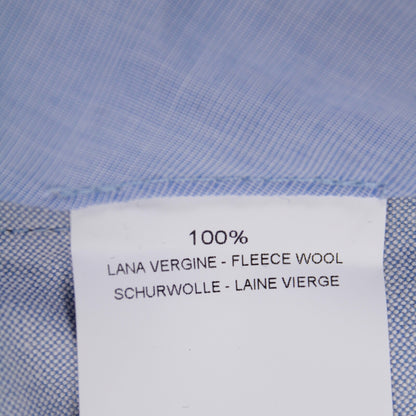 100%
LANA VERGINE - FLEECE WOOL
SCHURWOLLE - LAINE VIERGE